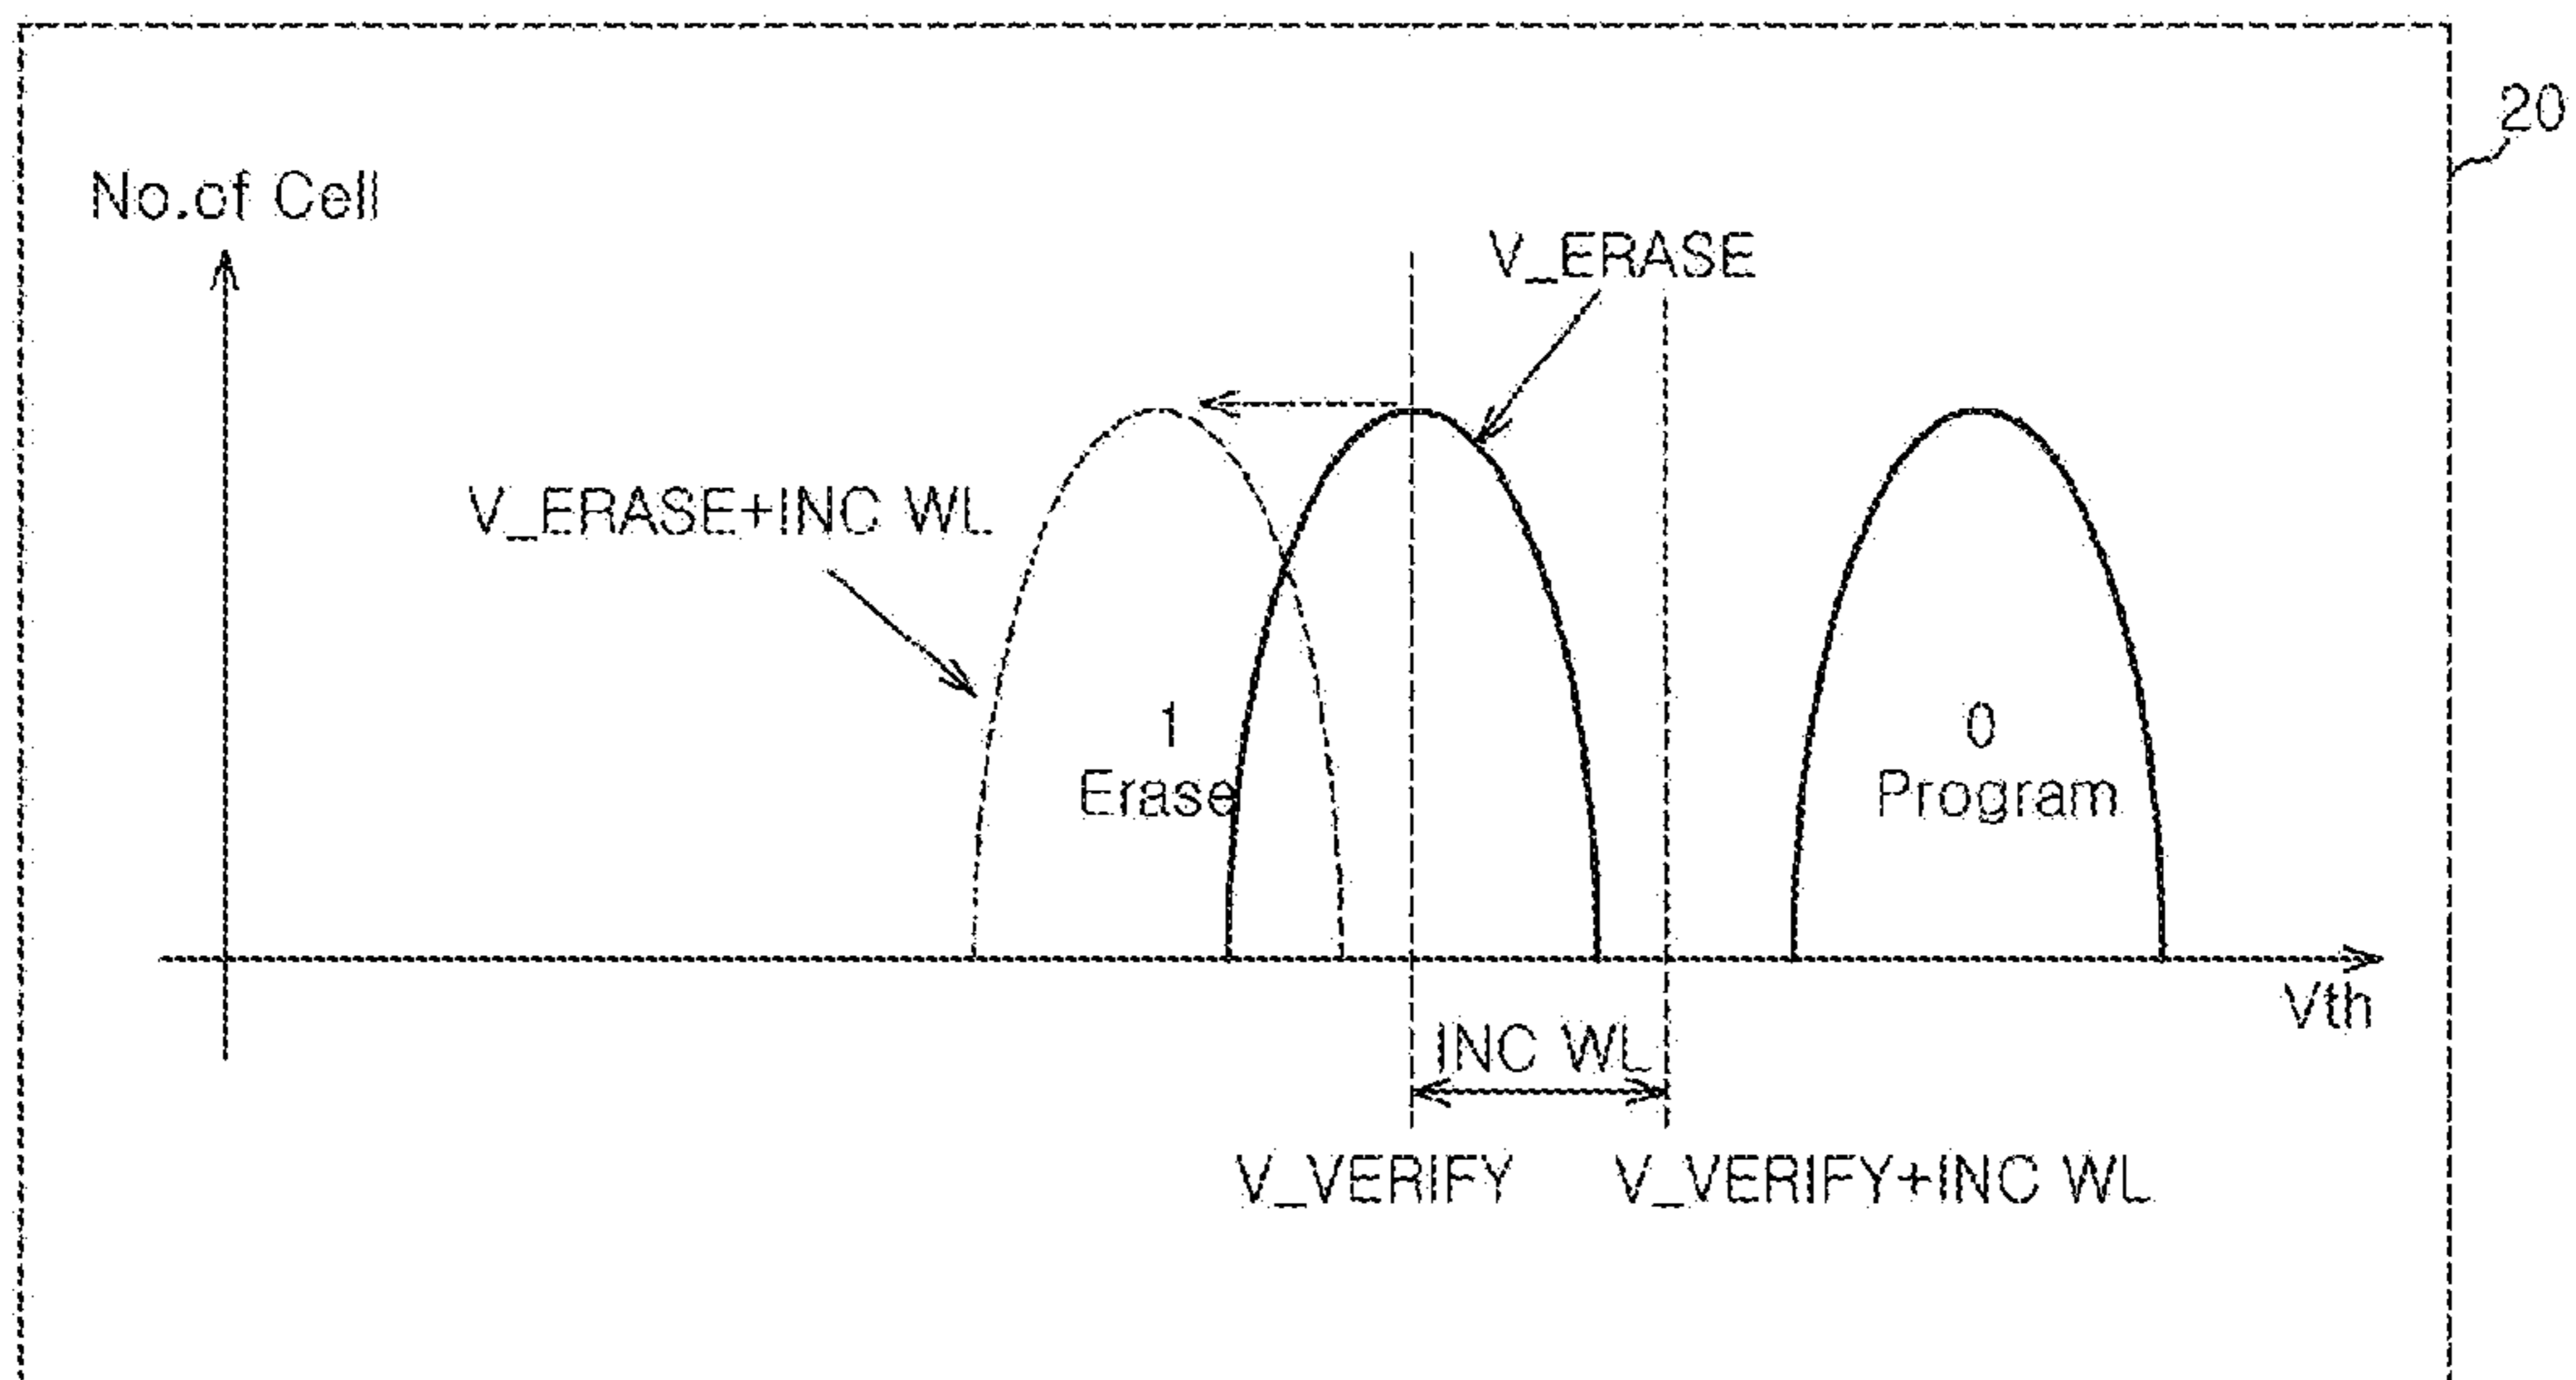 20
No.of Cell
V_ERASE
V_ERASE+INC WL
1
Erase
0
Program
Vth
INC WL
V_VERIFY
V_VERIFY+INC WL